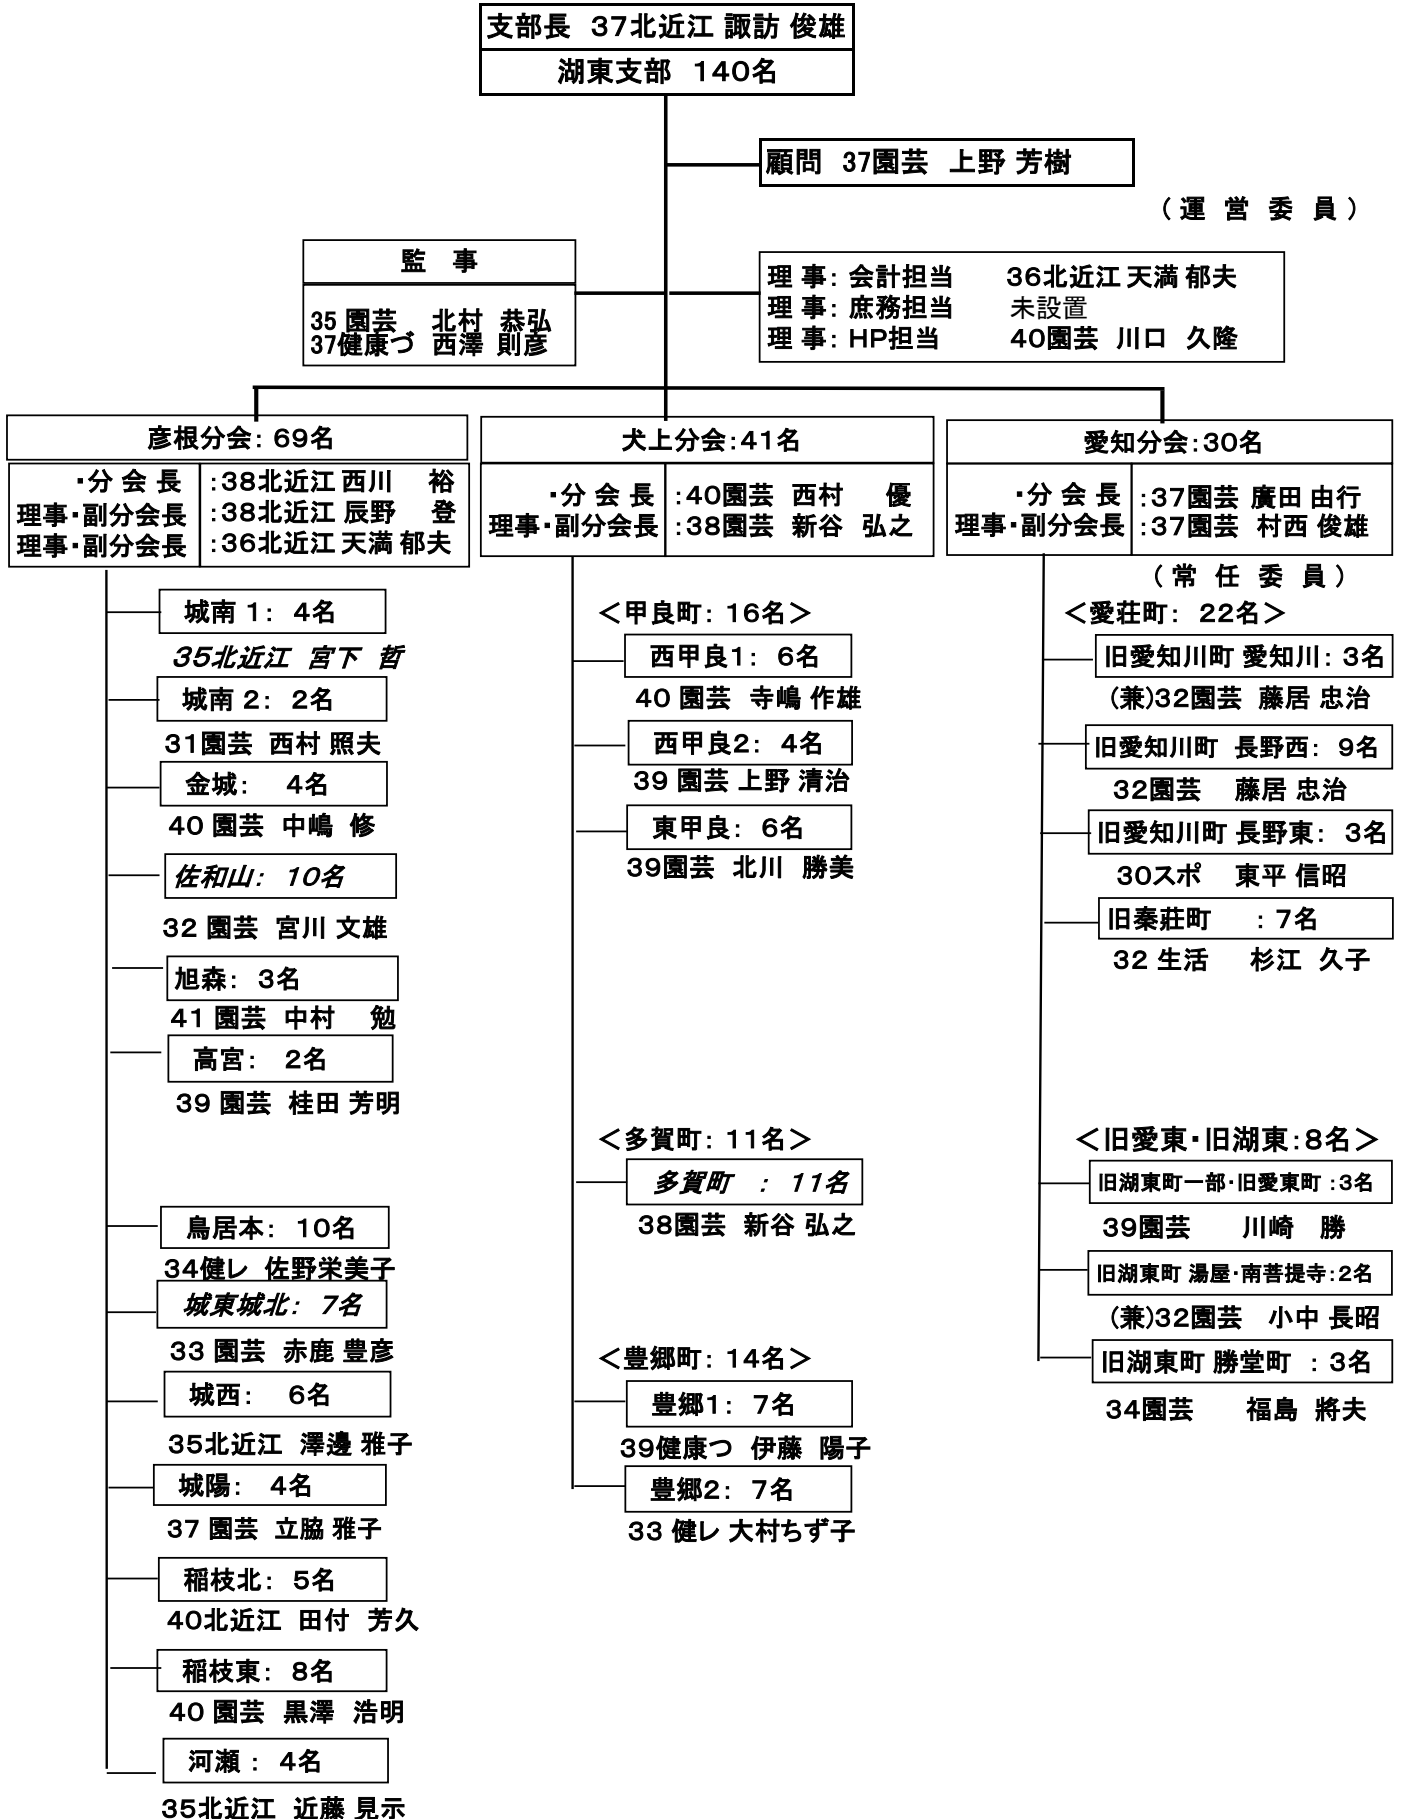 支部長　37北近江 諏訪 俊雄
湖東支部　140名
顧問　37園芸　上野 芳樹
（ 運 営 委 員 ）
監　事
35 園芸　北村　恭弘
37健康づ　西澤　則彦
理 事： 会計担当　36北近江 天満 郁夫
理 事： 庶務担当　未設置
理 事： HP担当　40園芸　川口　久隆
彦根分会： 69名
・分 会 長　：38北近江 西川　裕
理事・副分会長　：38北近江 辰野　登
理事・副分会長　：36北近江 天満 郁夫
城南 1： 4名
35北近江　宮下　哲
城南 2： 2名
31園芸　西村 照夫
金城：　4名
40 園芸　中嶋　修
佐和山：　10名
32 園芸　宮川 文雄
旭森： 3名
41 園芸　中村　勉
高宮：　2名
39 園芸　桂田 芳明
鳥居本： 10名
34健レ　佐野栄美子
城東城北： 7名
33 園芸　赤鹿 豊彦
城西：　6名
35北近江　澤邊 雅子
城陽：　4名
37 園芸　立脇 雅子
稲枝北： 5名
40北近江　田付　芳久
稲枝東： 8名
40 園芸　黒澤　浩明
河瀬 ： 4名
35北近江　近藤 見示
犬上分会：41名
・分 会 長　：40園芸　西村　優
理事・副分会長　：38園芸　新谷　弘之
＜甲良町： 16名＞
西甲良1： 6名
40 園芸　寺嶋 作雄
西甲良2： 4名
39 園芸 上野 清治
東甲良： 6名
39園芸　北川　勝美
＜多賀町： 11名＞
多賀町　： 11名
38園芸　新谷 弘之
＜豊郷町： 14名＞
豊郷1： 7名
39健康つ　伊藤　陽子
豊郷2： 7名
33 健レ 大村ちず子
愛知分会：30名
・分 会 長　：37園芸 廣田 由行
理事・副分会長　：37園芸　村西 俊雄
（ 常 任 委 員 ）
＜愛荘町： 22名＞
旧愛知川町 愛知川： 3名
(兼)32園芸　藤居 忠治
旧愛知川町　長野西： 9名
32園芸　藤居 忠治
旧愛知川町 長野東： 3名
30スポ　東平 信昭
旧秦荘町　： 7名
32 生活　杉江　久子
＜旧愛東・旧湖東：8名＞
旧湖東町一部・旧愛東町 ：3名
39園芸　川崎　勝
旧湖東町 湯屋・南菩提寺：2名
(兼)32園芸　小中 長昭
旧湖東町 勝堂町　： 3名
34園芸　福島　將夫